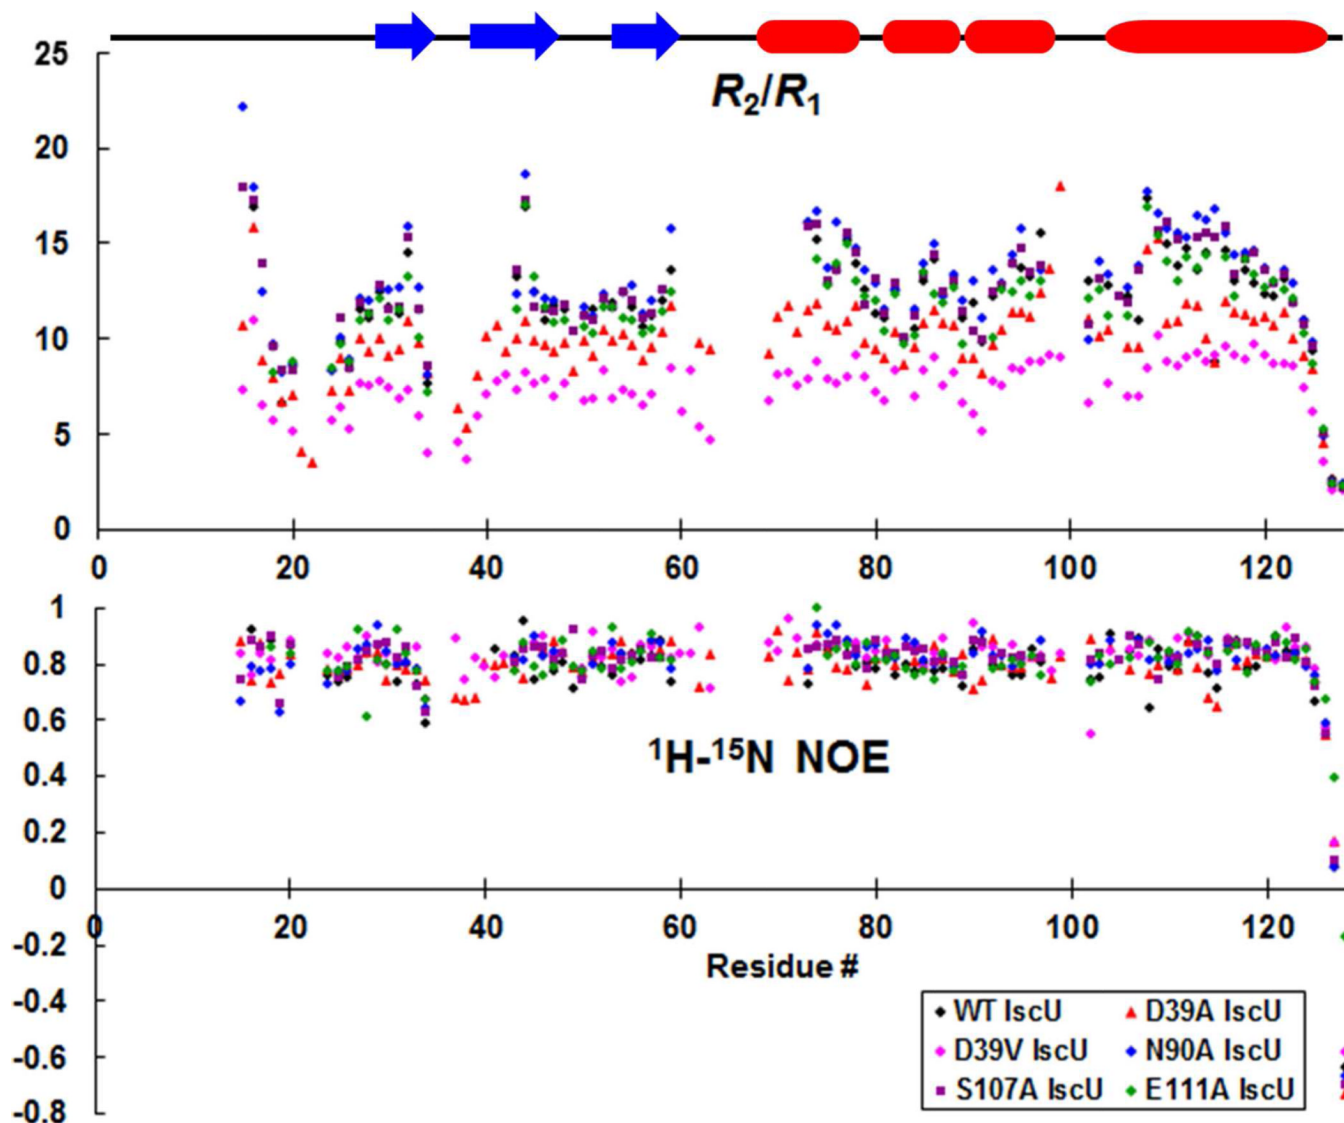 25
R₂/R₁
20
15
10
5
0
0 20 40 60 80 100 120
1
0.8
0.6
¹H-¹⁵N NOE
0.4
0.2
0
0 20 40 60 80 100 120
-0.2
Residue #
-0.4
WT IscU D39A IscU
D39V IscU N90A IscU
-0.6
S107A IscU E111A IscU
-0.8